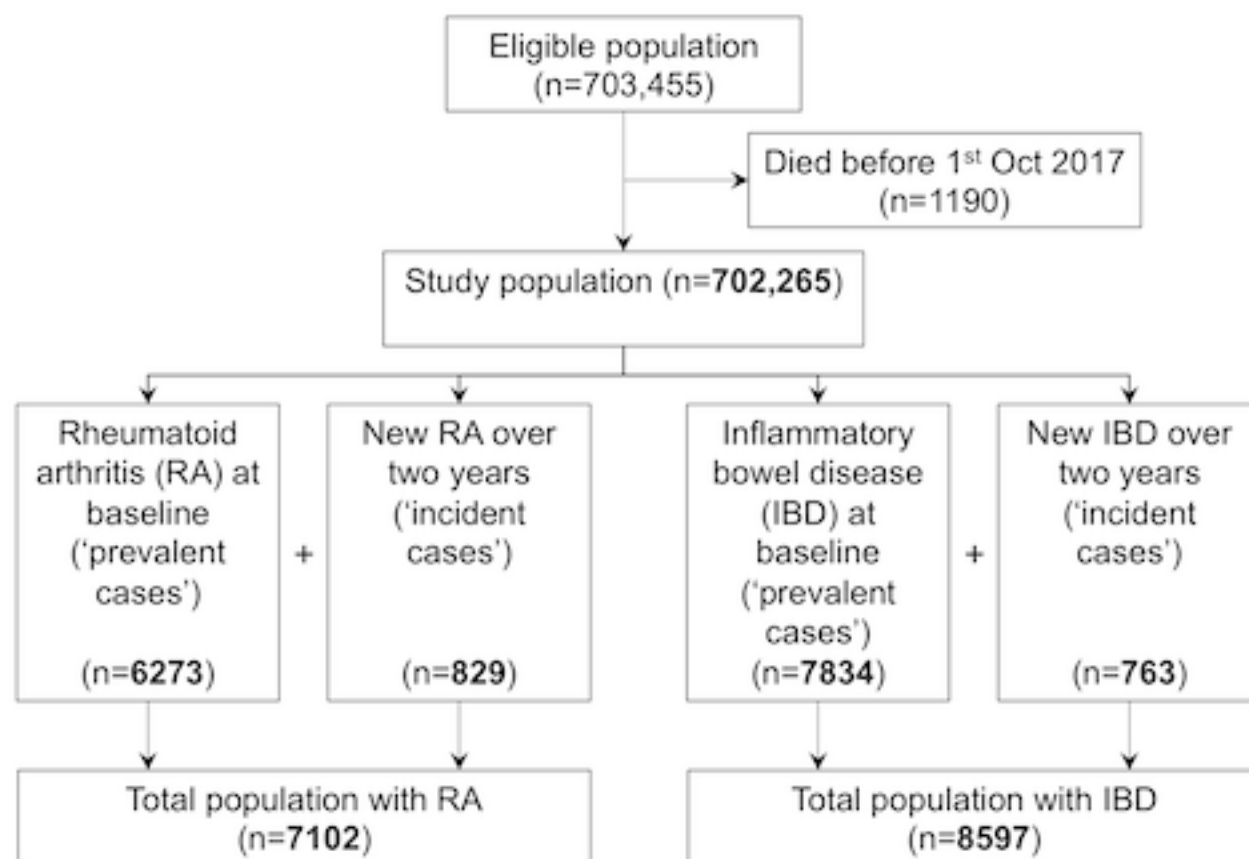 Eligible population
(n=703,455)
Died before 1st Oct 2017
(n=1190)
Study population (n=702,265)
Rheumatoid
arthritis (RA) at
baseline
(‘prevalent
cases’)
(n=6273)
+
New RA over
two years
(‘incident
cases’)
(n=829)
Inflammatory
bowel disease
(IBD) at
baseline
(‘prevalent
cases’)
(n=7834)
+
New IBD over
two years
(‘incident
cases’)
(n=763)
Total population with RA
(n=7102)
Total population with IBD
(n=8597)